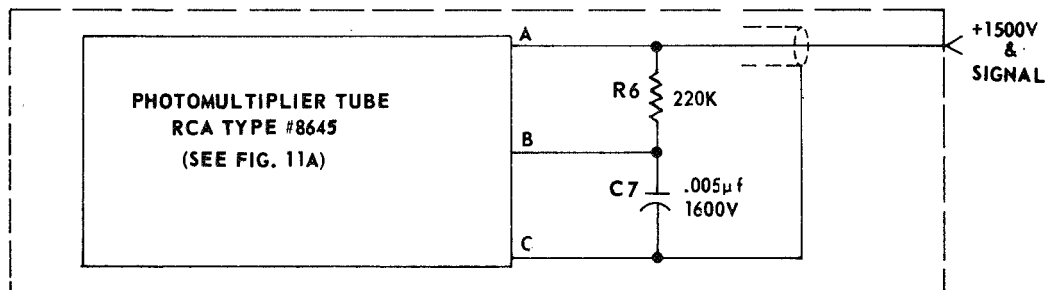 A
+1500V
&
SIGNAL
PHOTOMULTIPLIER TUBE
RCA TYPE #8645
(SEE FIG. 11A)
R6
220K
B
C7
.005μf
1600V
C